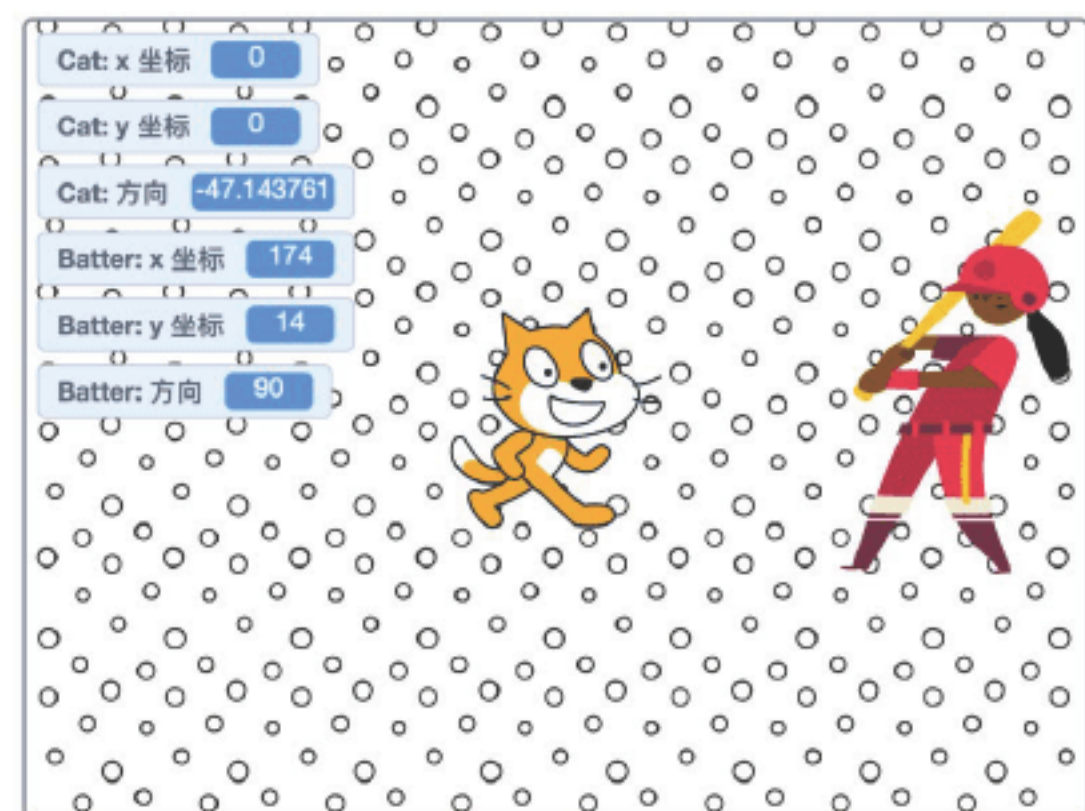 Cat: x 坐标 0
Cat: y 坐标 0
Cat: 方向 -47.143761
Batter: x 坐标 174
Batter: y 坐标 14
Batter: 方向 90